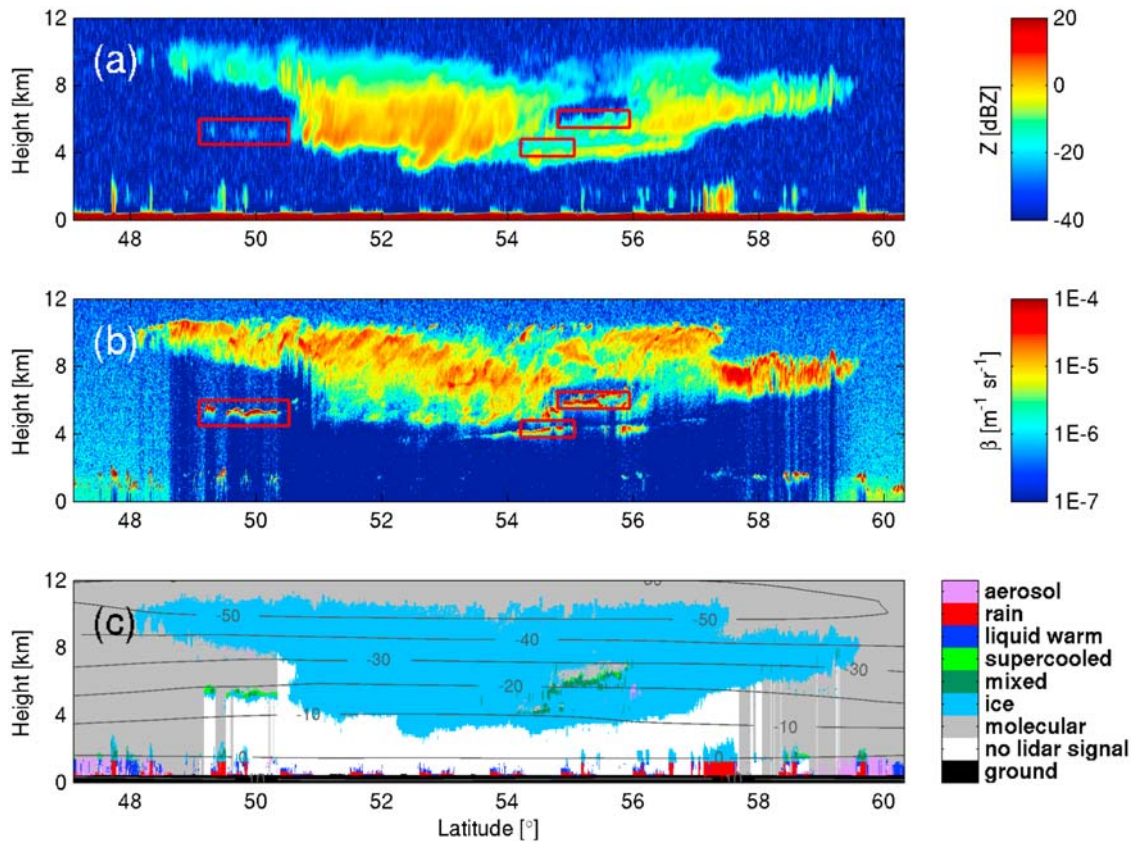 12
8
4
0
Height [km]
(a)
48 50 52 54 56 58 60
20
0
-20
-40
Z [dBZ]
12
8
4
0
Height [km]
(b)
48 50 52 54 56 58 60
1E-4
1E-5
1E-6
1E-7
β [m⁻¹ sr⁻¹]
12
8
4
0
Height [km]
(c)
-50 -50
-40
-30 -30
-20
-10 -10
0 0
48 50 52 54 56 58 60
Latitude [°]
aerosol
rain
liquid warm
supercooled
mixed
ice
molecular
no lidar signal
ground